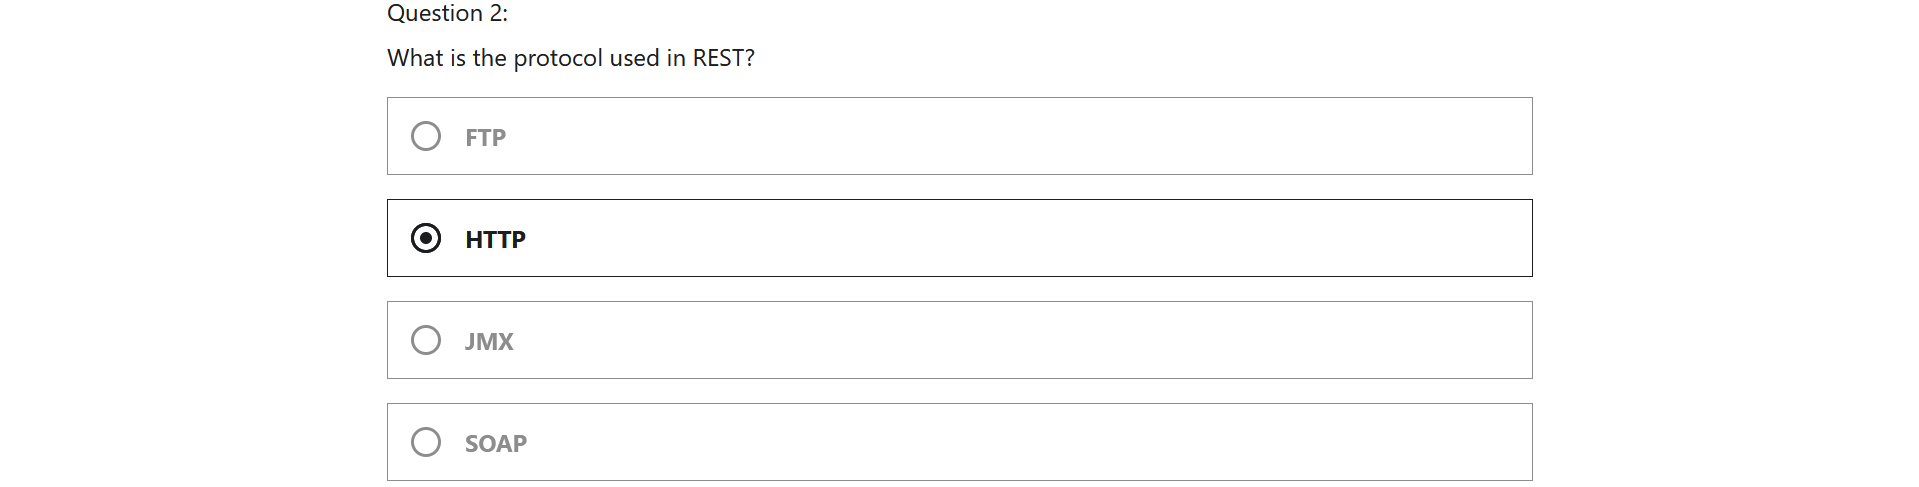 Question 2:
What is the protocol used in REST?
FTP
HTTP
JMX
SOAP